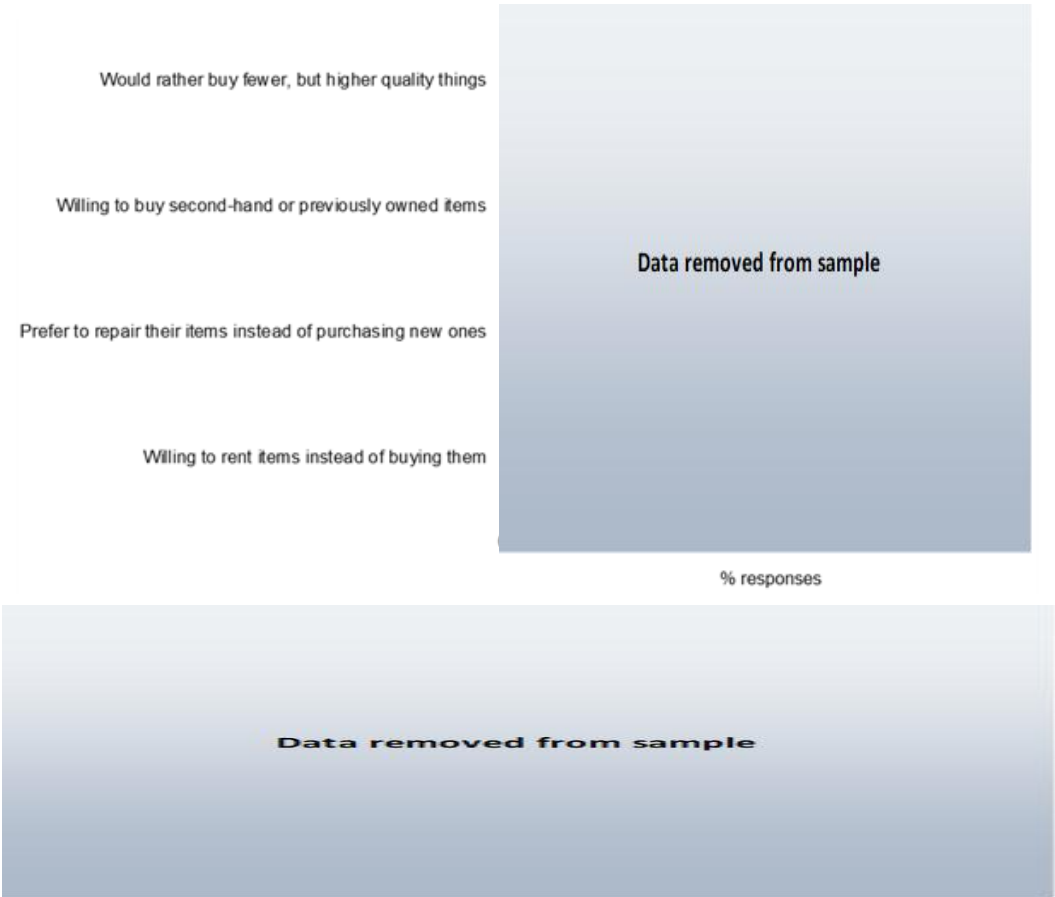 Would rather buy fewer, but higher quality things
Willing to buy second-hand or previously owned items
Data removed from sample
Prefer to repair their items instead of purchasing new ones
Willing to rent items instead of buying them
% responses
Data removed from sample